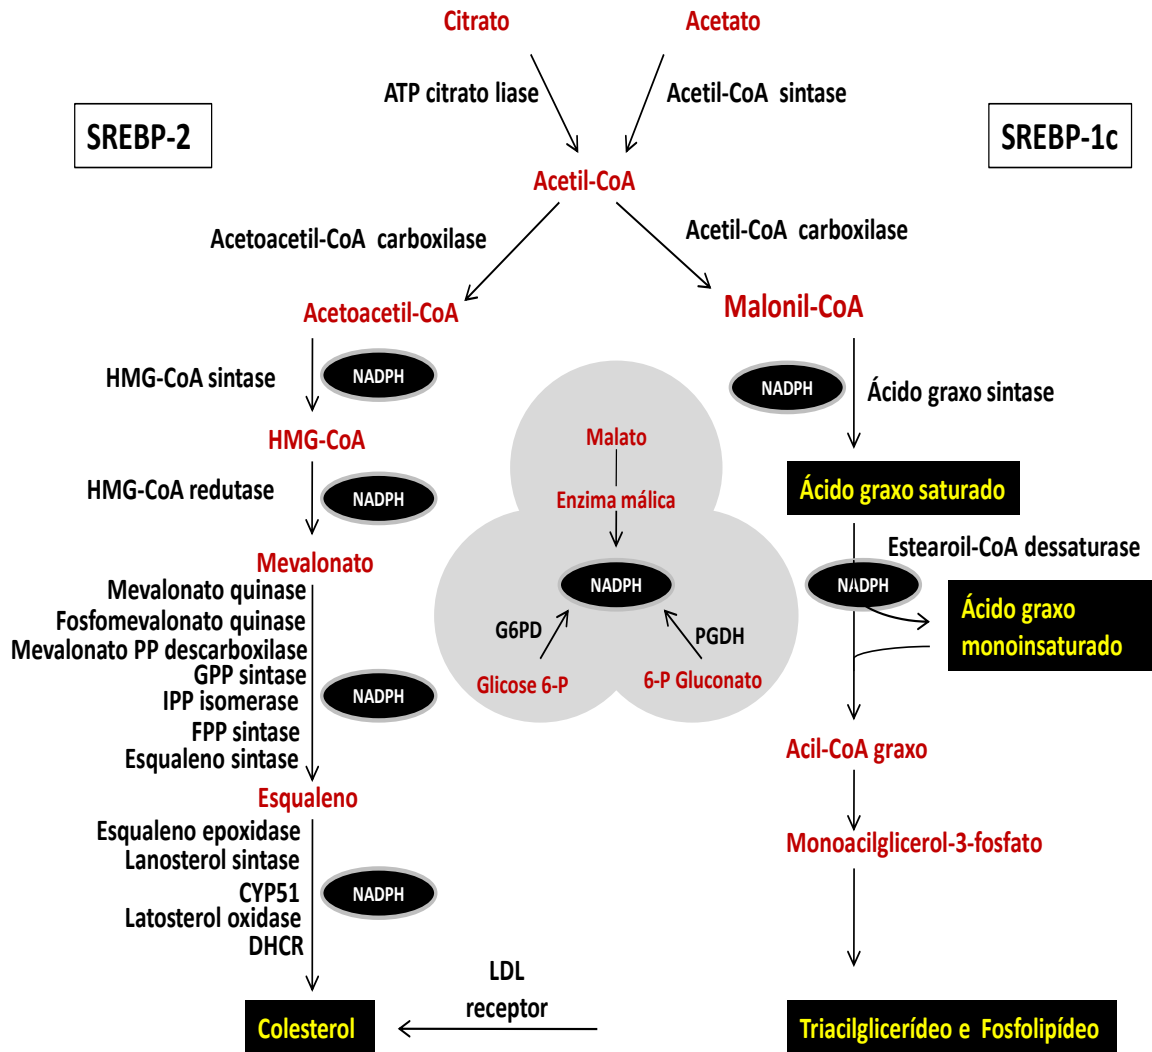 Citrato
Acetato
ATP citrato liase
Acetil-CoA sintase
SREBP-2
SREBP-1c
Acetil-CoA
Acetoacetil-CoA carboxilase
Acetil-CoA carboxilase
Acetoacetil-CoA
Malonil-CoA
HMG-CoA sintase
NADPH
NADPH
Ácido graxo sintase
HMG-CoA
Malato
HMG-CoA redutase
NADPH
Enzima málica
Ácido graxo saturado
Estearoil-CoA dessaturase
Mevalonato
Mevalonato quinase
Fosfomevalonato quinase
Mevalonato PP descarboxilase
GPP sintase
IPP isomerase
FPP sintase
Esqualeno sintase
NADPH
NADPH
G6PD
PGDH
Glicose 6-P
6-P Gluconato
NADPH
Ácido graxo
monoinsaturado
Acil-CoA graxo
Esqualeno
Esqualeno epoxidase
Lanosterol sintase
CYP51
Latosterol oxidase
DHCR
NADPH
Monoacilglicerol-3-fosfato
LDL
receptor
Colesterol
Triacilglicerídeo e Fosfolipídeo